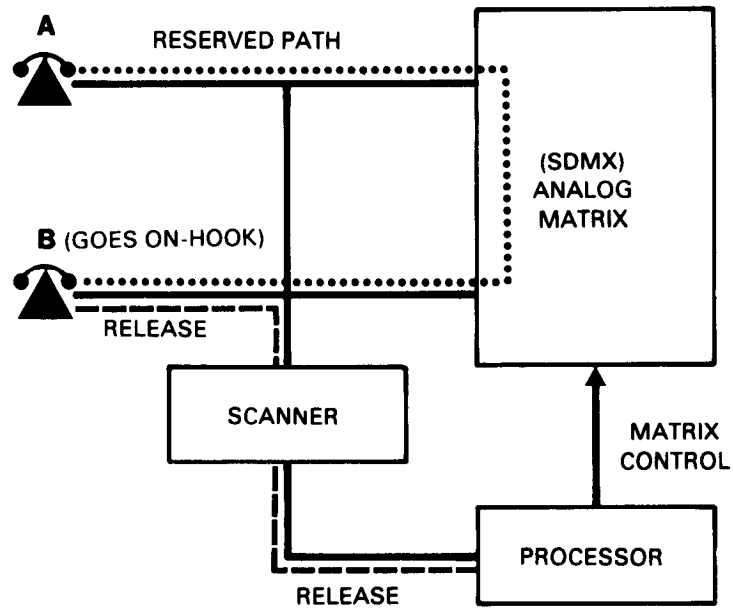 A
RESERVED PATH
(SDMX)
ANALOG
MATRIX
B (GOES ON-HOOK)
RELEASE
SCANNER
MATRIX
CONTROL
PROCESSOR
RELEASE